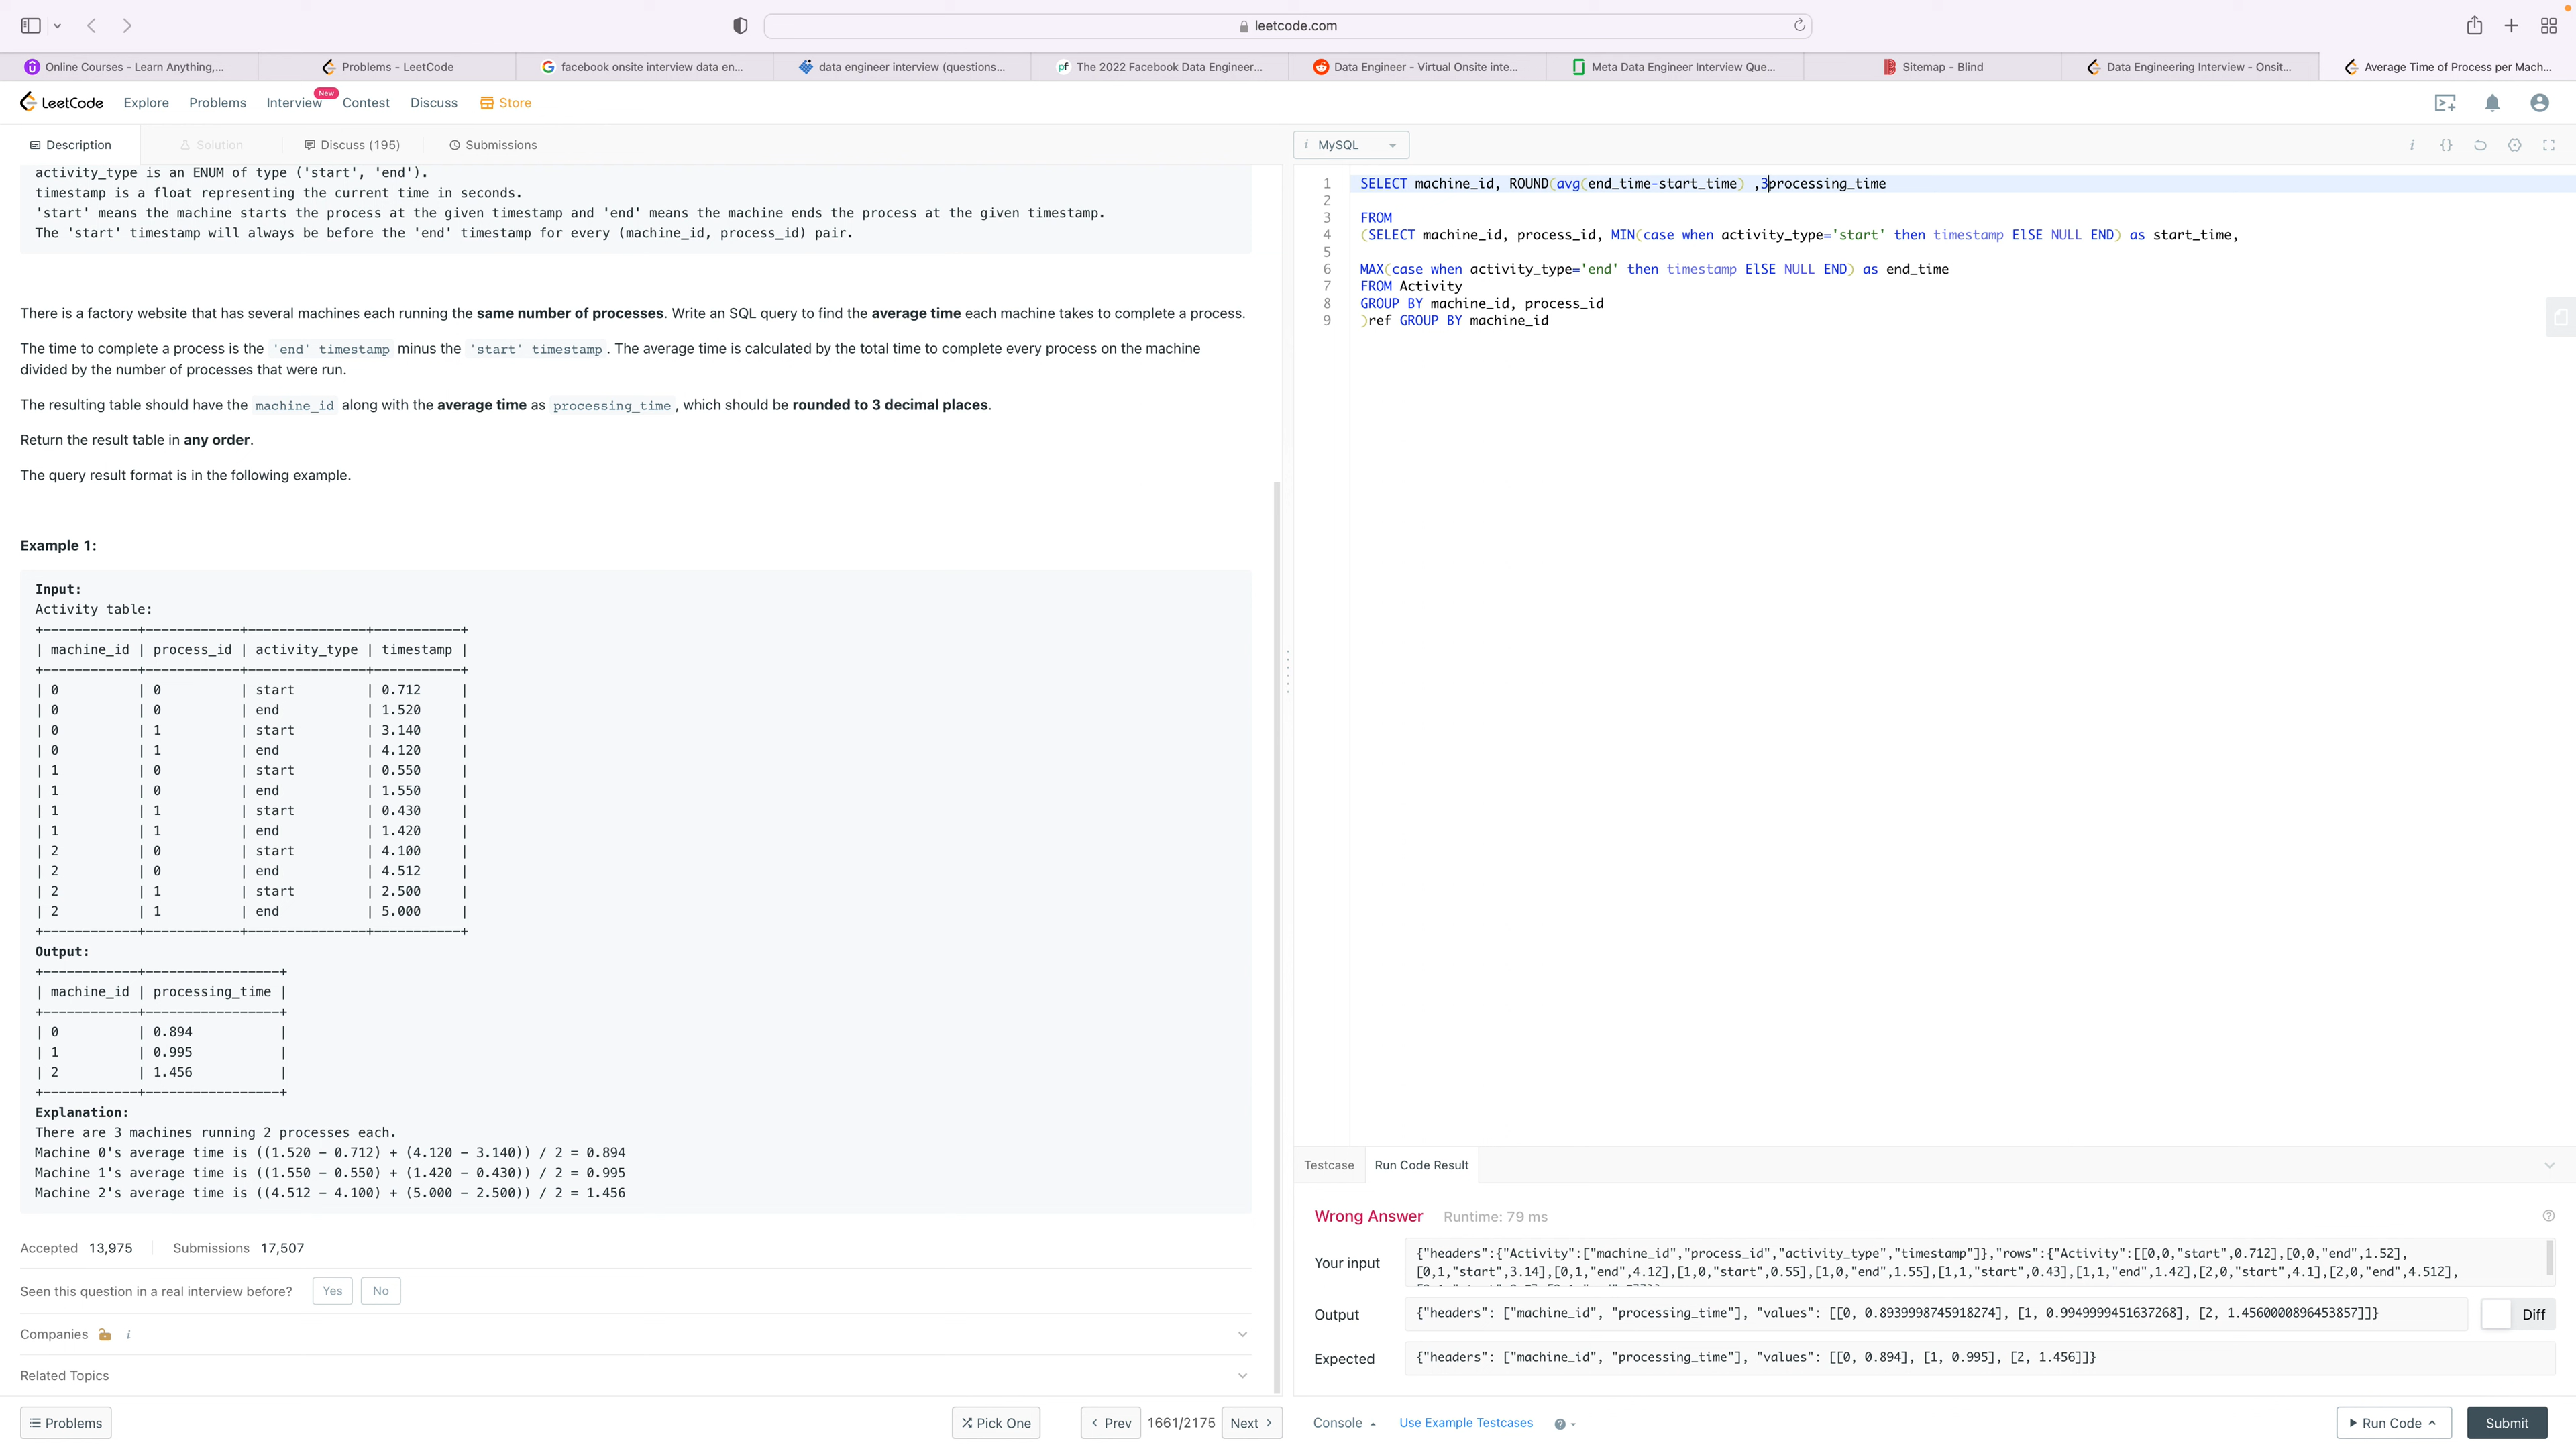 leetcode.com
Online Courses - Learn Anything,...
Problems - LeetCode
facebook onsite interview data en...
data engineer interview (questions...
The 2022 Facebook Data Engineer...
Data Engineer - Virtual Onsite inte...
Meta Data Engineer Interview Que...
Sitemap - Blind
Data Engineering Interview - Onsit...
Average Time of Process per Mach...
LeetCode Explore Problems Interview New Contest Discuss Store
Description Solution Discuss (195) Submissions
activity_type is an ENUM of type ('start', 'end').
timestamp is a float representing the current time in seconds.
'start' means the machine starts the process at the given timestamp and 'end' means the machine ends the process at the given timestamp.
The 'start' timestamp will always be before the 'end' timestamp for every (machine_id, process_id) pair.
There is a factory website that has several machines each running the same number of processes. Write an SQL query to find the average time each machine takes to complete a process.
The time to complete a process is the 'end' timestamp minus the 'start' timestamp. The average time is calculated by the total time to complete every process on the machine
divided by the number of processes that were run.
The resulting table should have the machine_id along with the average time as processing_time, which should be rounded to 3 decimal places.
Return the result table in any order.
The query result format is in the following example.
Example 1:
Input:
Activity table:
+------------+------------+---------------+-----------+
| machine_id | process_id | activity_type | timestamp |
+------------+------------+---------------+-----------+
| 0          | 0          | start         | 0.712     |
| 0          | 0          | end           | 1.520     |
| 0          | 1          | start         | 3.140     |
| 0          | 1          | end           | 4.120     |
| 1          | 0          | start         | 0.550     |
| 1          | 0          | end           | 1.550     |
| 1          | 1          | start         | 0.430     |
| 1          | 1          | end           | 1.420     |
| 2          | 0          | start         | 4.100     |
| 2          | 0          | end           | 4.512     |
| 2          | 1          | start         | 2.500     |
| 2          | 1          | end           | 5.000     |
+------------+------------+---------------+-----------+
Output:
+------------+-----------------+
| machine_id | processing_time |
+------------+-----------------+
| 0          | 0.894           |
| 1          | 0.995           |
| 2          | 1.456           |
+------------+-----------------+
Explanation:
There are 3 machines running 2 processes each.
Machine 0's average time is ((1.520 - 0.712) + (4.120 - 3.140)) / 2 = 0.894
Machine 1's average time is ((1.550 - 0.550) + (1.420 - 0.430)) / 2 = 0.995
Machine 2's average time is ((4.512 - 4.100) + (5.000 - 2.500)) / 2 = 1.456
Accepted 13,975 Submissions 17,507
Seen this question in a real interview before? Yes No
Companies i
Related Topics
Problems Pick One Prev 1661/2175 Next
i MySQL
1 SELECT machine_id, ROUND(avg(end_time-start_time) ,3processing_time
2
3 FROM
4 (SELECT machine_id, process_id, MIN(case when activity_type='start' then timestamp ElSE NULL END) as start_time,
5
6 MAX(case when activity_type='end' then timestamp ElSE NULL END) as end_time
7 FROM Activity
8 GROUP BY machine_id, process_id
9 )ref GROUP BY machine_id
Testcase Run Code Result
Wrong Answer Runtime: 79 ms
Your input
{"headers":{"Activity":["machine_id","process_id","activity_type","timestamp"]},"rows":{"Activity":[[0,0,"start",0.712],[0,0,"end",1.52],
[0,1,"start",3.14],[0,1,"end",4.12],[1,0,"start",0.55],[1,0,"end",1.55],[1,1,"start",0.43],[1,1,"end",1.42],[2,0,"start",4.1],[2,0,"end",4.512],
Output {"headers": ["machine_id", "processing_time"], "values": [[0, 0.8939998745918274], [1, 0.9949999451637268], [2, 1.4560000896453857]]} Diff
Expected {"headers": ["machine_id", "processing_time"], "values": [[0, 0.894], [1, 0.995], [2, 1.456]]}
Console Use Example Testcases ? Run Code Submit